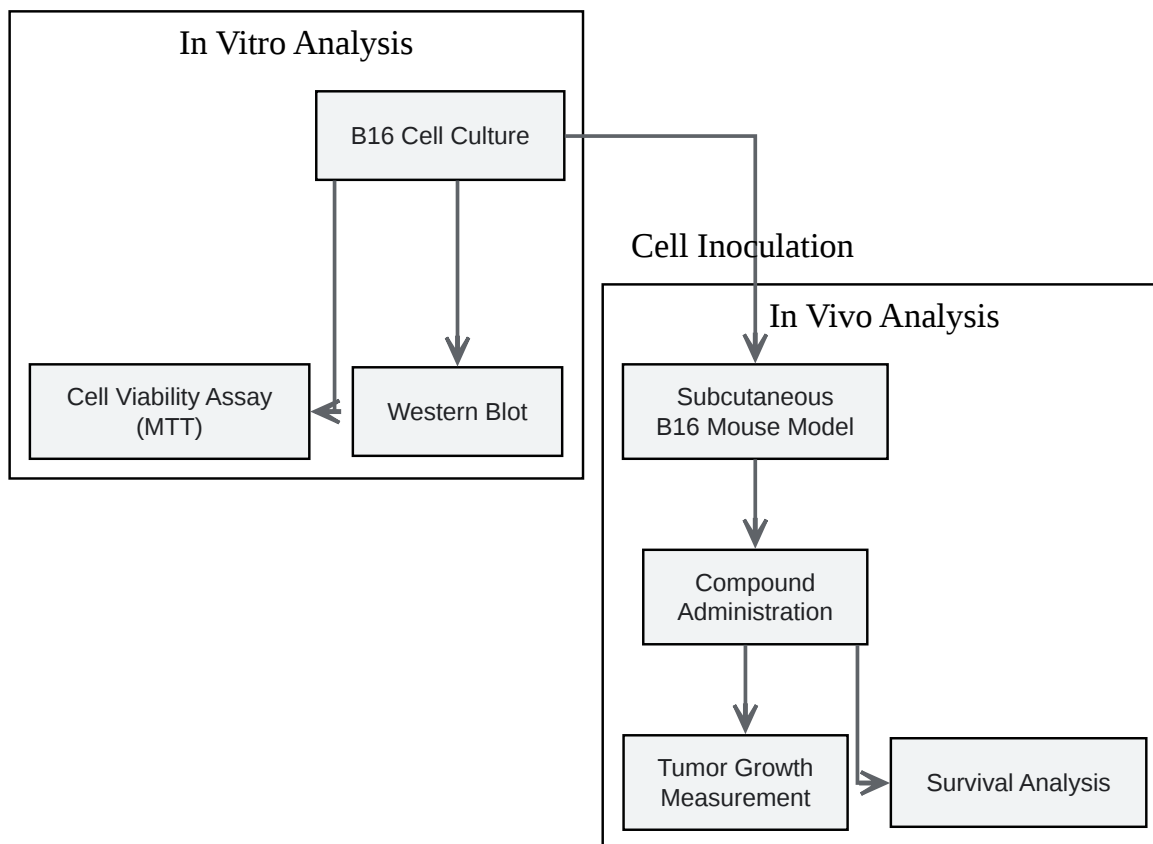 In Vitro Analysis
B16 Cell Culture
Cell Viability Assay
(MTT)
Western Blot
Cell Inoculation
In Vivo Analysis
Subcutaneous
B16 Mouse Model
Compound
Administration
Tumor Growth
Measurement
Survival Analysis